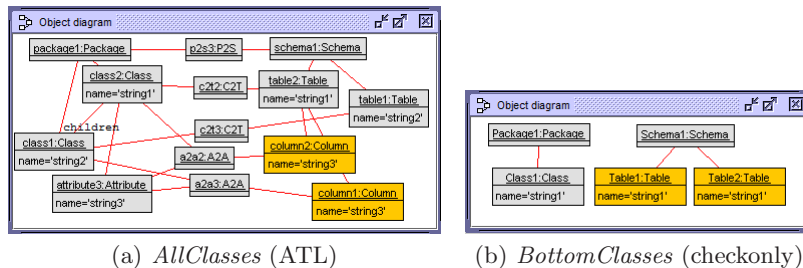 Object diagram
package1:Package
p2s3:P2S
schema1:Schema
class2:Class
name='string1'
c2t2:C2T
table2:Table
name='string1'
table1:Table
name='string2'
children
c2t3:C2T
class1:Class
name='string2'
a2a2:A2A
column2:Column
name='string3'
attribute3:Attribute
name='string3'
a2a3:A2A
column1:Column
name='string3'
(a) AllClasses (ATL)
Object diagram
Package1:Package
Schema1:Schema
Class1:Class
name='string1'
Table1:Table
name='string1'
Table2:Table
name='string1'
(b) BottomClasses (checkonly)